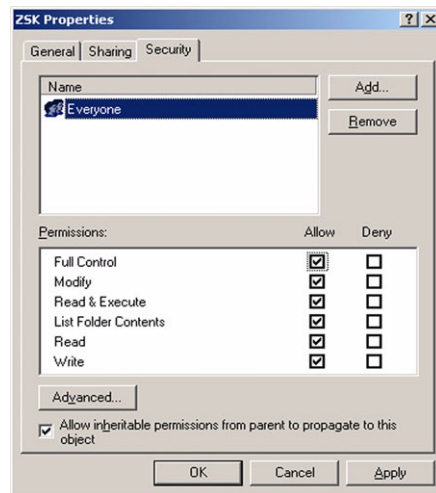 ZSK Properties
General Sharing Security
Name
Everyone
Add...
Remove
Permissions: Allow Deny
Full Control
Modify
Read & Execute
List Folder Contents
Read
Write
Advanced...
Allow inheritable permissions from parent to propagate to this
object
OK Cancel Apply